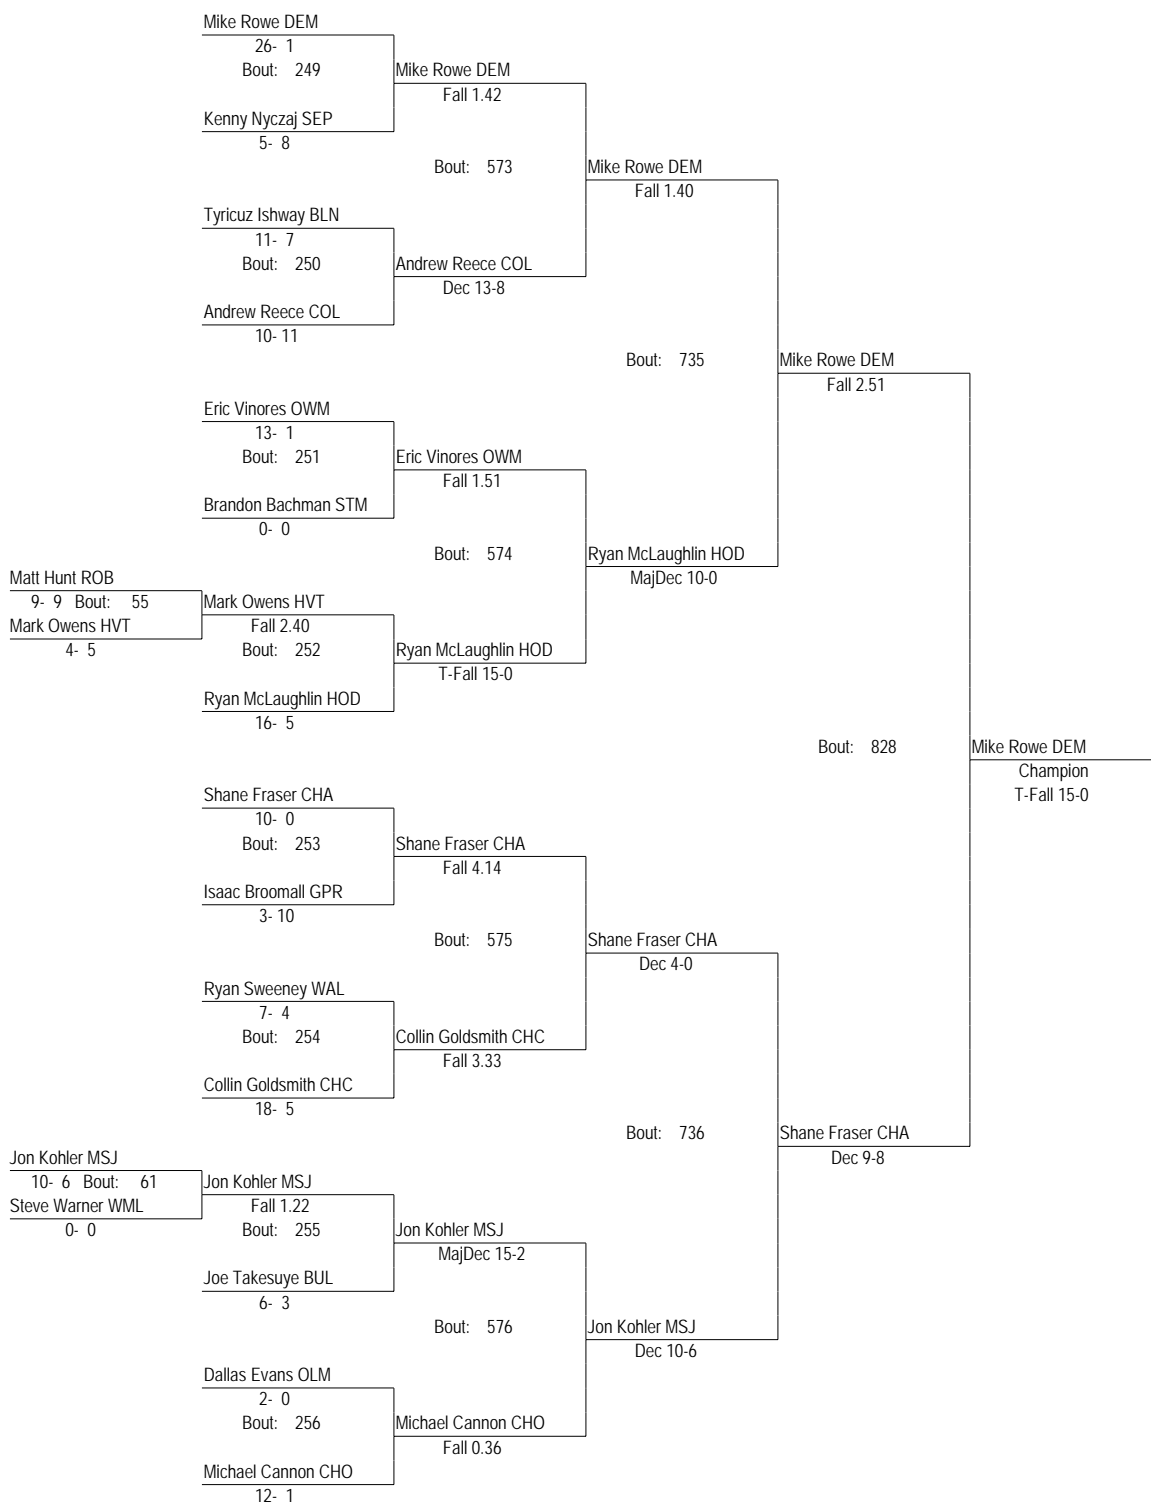 Mike Rowe DEM
26- 1
Bout: 249
Mike Rowe DEM
Fall 1.42
Kenny Nyczaj SEP
5- 8
Bout: 573
Mike Rowe DEM
Fall 1.40
Tyricuz Ishway BLN
11- 7
Bout: 250
Andrew Reece COL
Dec 13-8
Andrew Reece COL
10- 11
Bout: 735
Mike Rowe DEM
Fall 2.51
Eric Vinores OWM
13- 1
Bout: 251
Eric Vinores OWM
Fall 1.51
Brandon Bachman STM
0- 0
Bout: 574
Ryan McLaughlin HOD
MajDec 10-0
Matt Hunt ROB
9- 9 Bout: 55
Mark Owens HVT
4- 5
Mark Owens HVT
Fall 2.40
Bout: 252
Ryan McLaughlin HOD
T-Fall 15-0
Ryan McLaughlin HOD
16- 5
Bout: 828
Mike Rowe DEM
Champion
T-Fall 15-0
Shane Fraser CHA
10- 0
Bout: 253
Shane Fraser CHA
Fall 4.14
Isaac Broomall GPR
3- 10
Bout: 575
Shane Fraser CHA
Dec 4-0
Ryan Sweeney WAL
7- 4
Bout: 254
Collin Goldsmith CHC
Fall 3.33
Collin Goldsmith CHC
18- 5
Bout: 736
Shane Fraser CHA
Dec 9-8
Jon Kohler MSJ
10- 6 Bout: 61
Steve Warner WML
0- 0
Jon Kohler MSJ
Fall 1.22
Bout: 255
Jon Kohler MSJ
MajDec 15-2
Joe Takesuye BUL
6- 3
Bout: 576
Jon Kohler MSJ
Dec 10-6
Dallas Evans OLM
2- 0
Bout: 256
Michael Cannon CHO
Fall 0.36
Michael Cannon CHO
12- 1